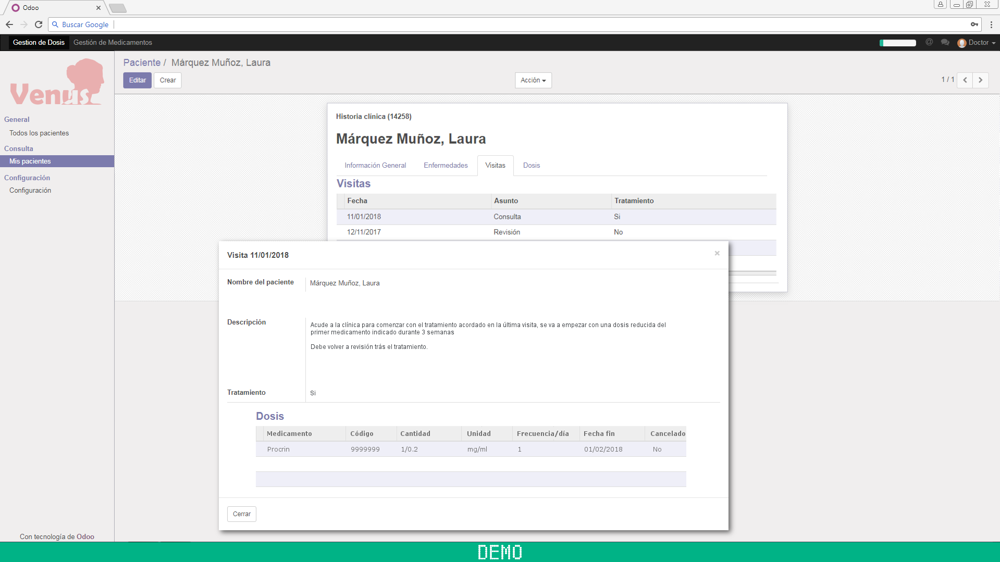 Odoo
Buscar Google
Gestion de Dosis
Gestión de Medicamentos
Doctor
Venus
General
Todos los pacientes
Consulta
Mis pacientes
Configuración
Configuración
Con tecnología de Odoo
Paciente / Márquez Muñoz, Laura
Editar
Crear
Acción
1 / 1
Historia clínica (14258)
Márquez Muñoz, Laura
Información General
Enfermedades
Visitas
Dosis
Visitas
Fecha Asunto Tratamiento
11/01/2018 Consulta Si
12/11/2017 Revisión No
Visita 11/01/2018
×
Nombre del paciente Márquez Muñoz, Laura
Descripción
Acude a la clínica para comenzar con el tratamiento acordado en la última visita, se va a empezar con una dosis reducida del
primer medicamento indicado durante 3 semanas
Debe volver a revisión trás el tratamiento.
Tratamiento Si
Dosis
Medicamento Código Cantidad Unidad Frecuencia/día Fecha fin Cancelado
Procrin 9999999 1/0.2 mg/ml 1 01/02/2018 No
Cerrar
DEMO